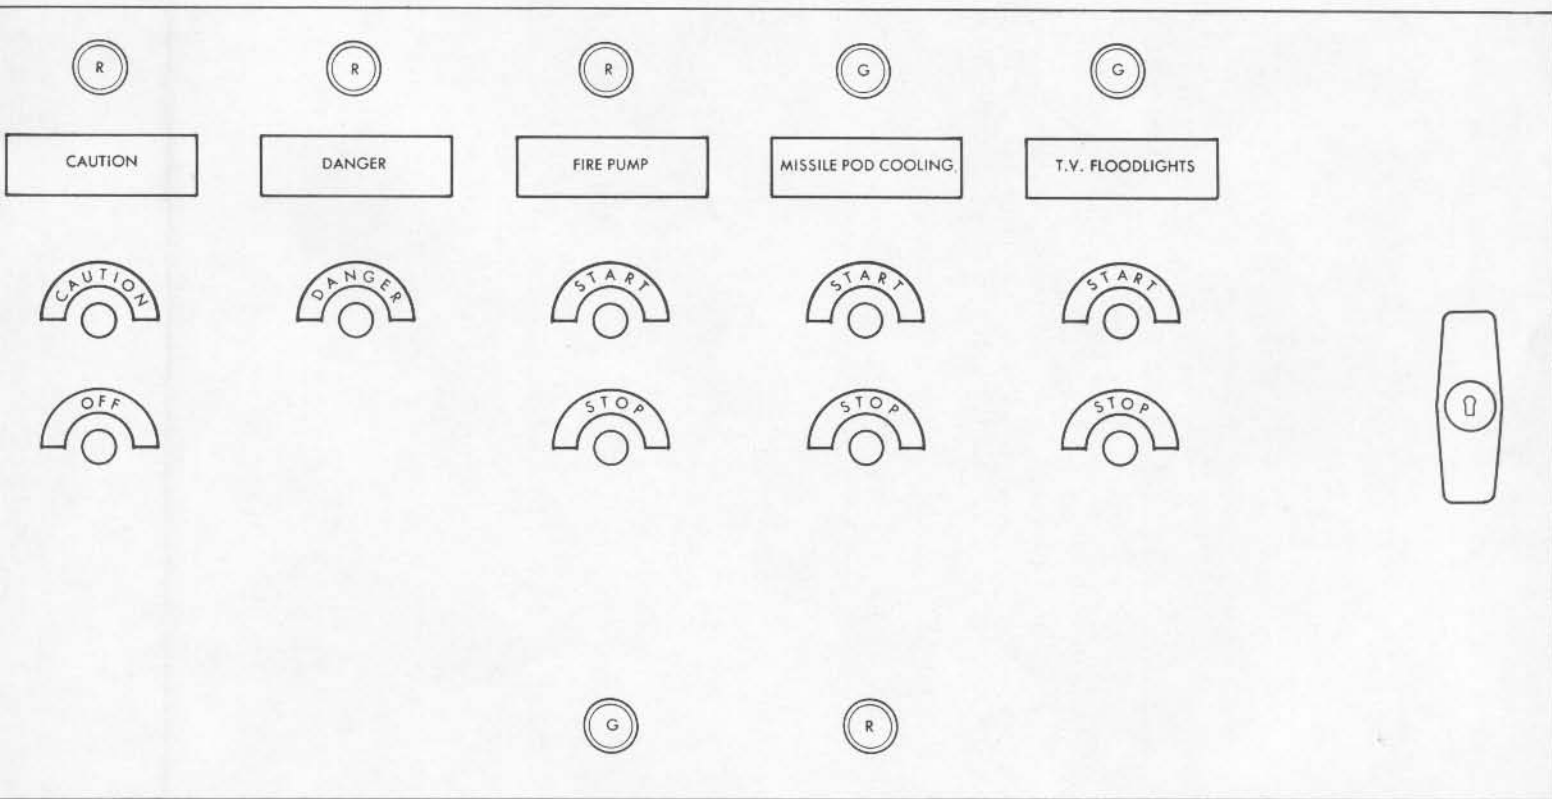 R R R G G
CAUTION DANGER FIRE PUMP MISSILE POD COOLING T.V. FLOODLIGHTS
CAUTION DANGER START START START
OFF STOP STOP STOP
G R